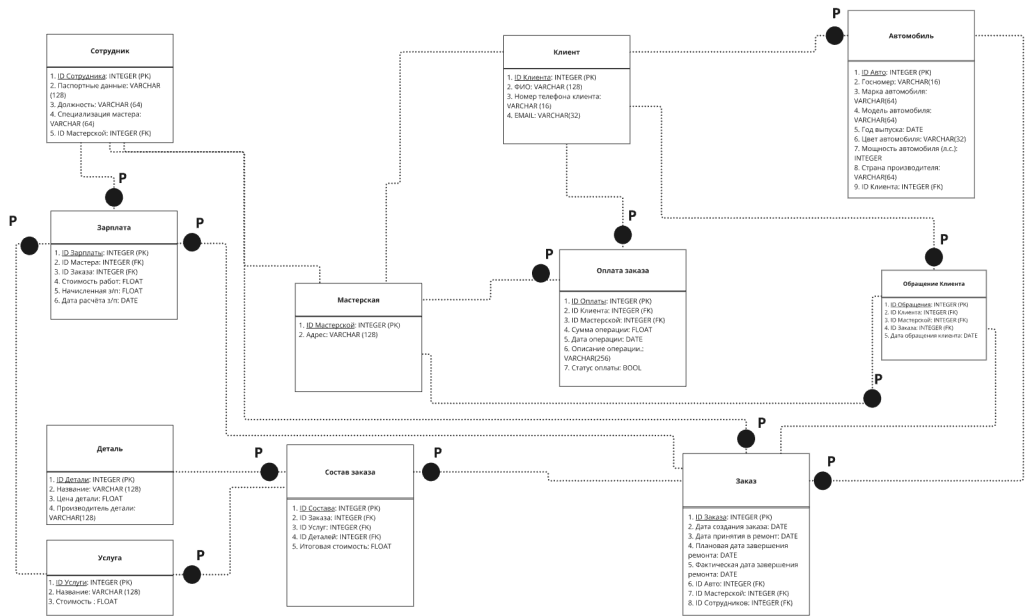 Сотрудник
1. ID Сотрудника: INTEGER (PK)
2. Паспортные данные: VARCHAR
(128)
3. Должность: VARCHAR (64)
4. Специализация мастера:
VARCHAR (64)
5. ID Мастерской: INTEGER (FK)
Клиент
1. ID Клиента: INTEGER (PK)
2. ФИО: VARCHAR (128)
3. Номер телефона клиента:
VARCHAR (16)
4. EMAIL: VARCHAR(32)
P
Автомобиль
1. ID Авто: INTEGER (PK)
2. Госномер: VARCHAR(16)
3. Марка автомобиля:
VARCHAR(64)
4. Модель автомобиля:
VARCHAR(64)
5. Год выпуска: DATE
6. Цвет автомобиля: VARCHAR(32)
7. Мощность автомобиля (л.с.):
INTEGER
8. Страна производителя:
VARCHAR(64)
9. ID Клиента: INTEGER (FK)
P
P
P
Зарплата
1. ID Зарплаты: INTEGER (PK)
2. ID Мастера: INTEGER (FK)
3. ID Заказа: INTEGER (FK)
4. Стоимость работ: FLOAT
5. Начисленная з/п: FLOAT
6. Дата расчёта з/п: DATE
Мастерская
1. ID Мастерской: INTEGER (PK)
2. Адрес: VARCHAR (128)
P
P
Оплата заказа
1. ID Оплаты: INTEGER (PK)
2. ID Клиента: INTEGER (FK)
3. ID Мастерской: INTEGER (FK)
4. Сумма операции: FLOAT
5. Дата операции: DATE
6. Описание операции,;
VARCHAR(256)
7. Статус оплаты: BOOL
P
Обращение Клиента
1. ID Обращения: INTEGER (PK)
2. ID Клиента: INTEGER (FK)
3. ID Мастерской: INTEGER (FK)
4. ID Заказа: INTEGER (FK)
5. Дата обращения клиента: DATE
P
Деталь
1. ID Детали: INTEGER (PK)
2. Название: VARCHAR (128)
3. Цена детали: FLOAT
4. Производитель детали:
VARCHAR(128)
P
Состав заказа
1. ID Состава: INTEGER (PK)
2. ID Заказа: INTEGER (FK)
3. ID Услуг: INTEGER (FK)
4. ID Деталей: INTEGER (FK)
5. Итоговая стоимость: FLOAT
P
P
P
Заказ
1. ID Заказа: INTEGER (PK)
2. Дата создания заказа: DATE
3. Дата принятия в ремонт: DATE
4. Плановая дата завершения
ремонта: DATE
5. Фактическая дата завершения
ремонта: DATE
6. ID Авто: INTEGER (FK)
7. ID Мастерской: INTEGER (FK)
8. ID Сотрудников: INTEGER (FK)
Услуга
1. ID Услуги: INTEGER (PK)
2. Название: VARCHAR (128)
3. Стоимость ; FLOAT
P